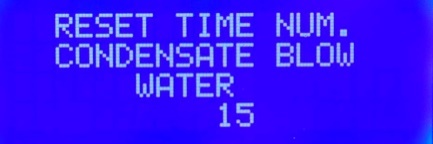 RESET TIME NUM.
CONDENSATE BLOW
WATER
15